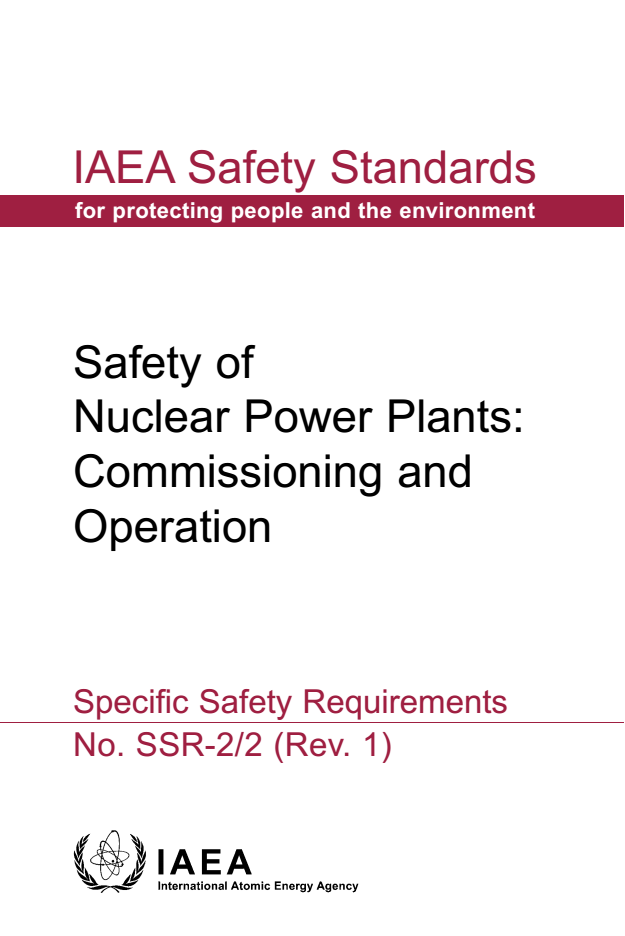 IAEA Safety Standards
for protecting people and the environment
Safety of
Nuclear Power Plants:
Commissioning and
Operation
Specific Safety Requirements
No. SSR-2/2 (Rev. 1)
IAEA
International Atomic Energy Agency